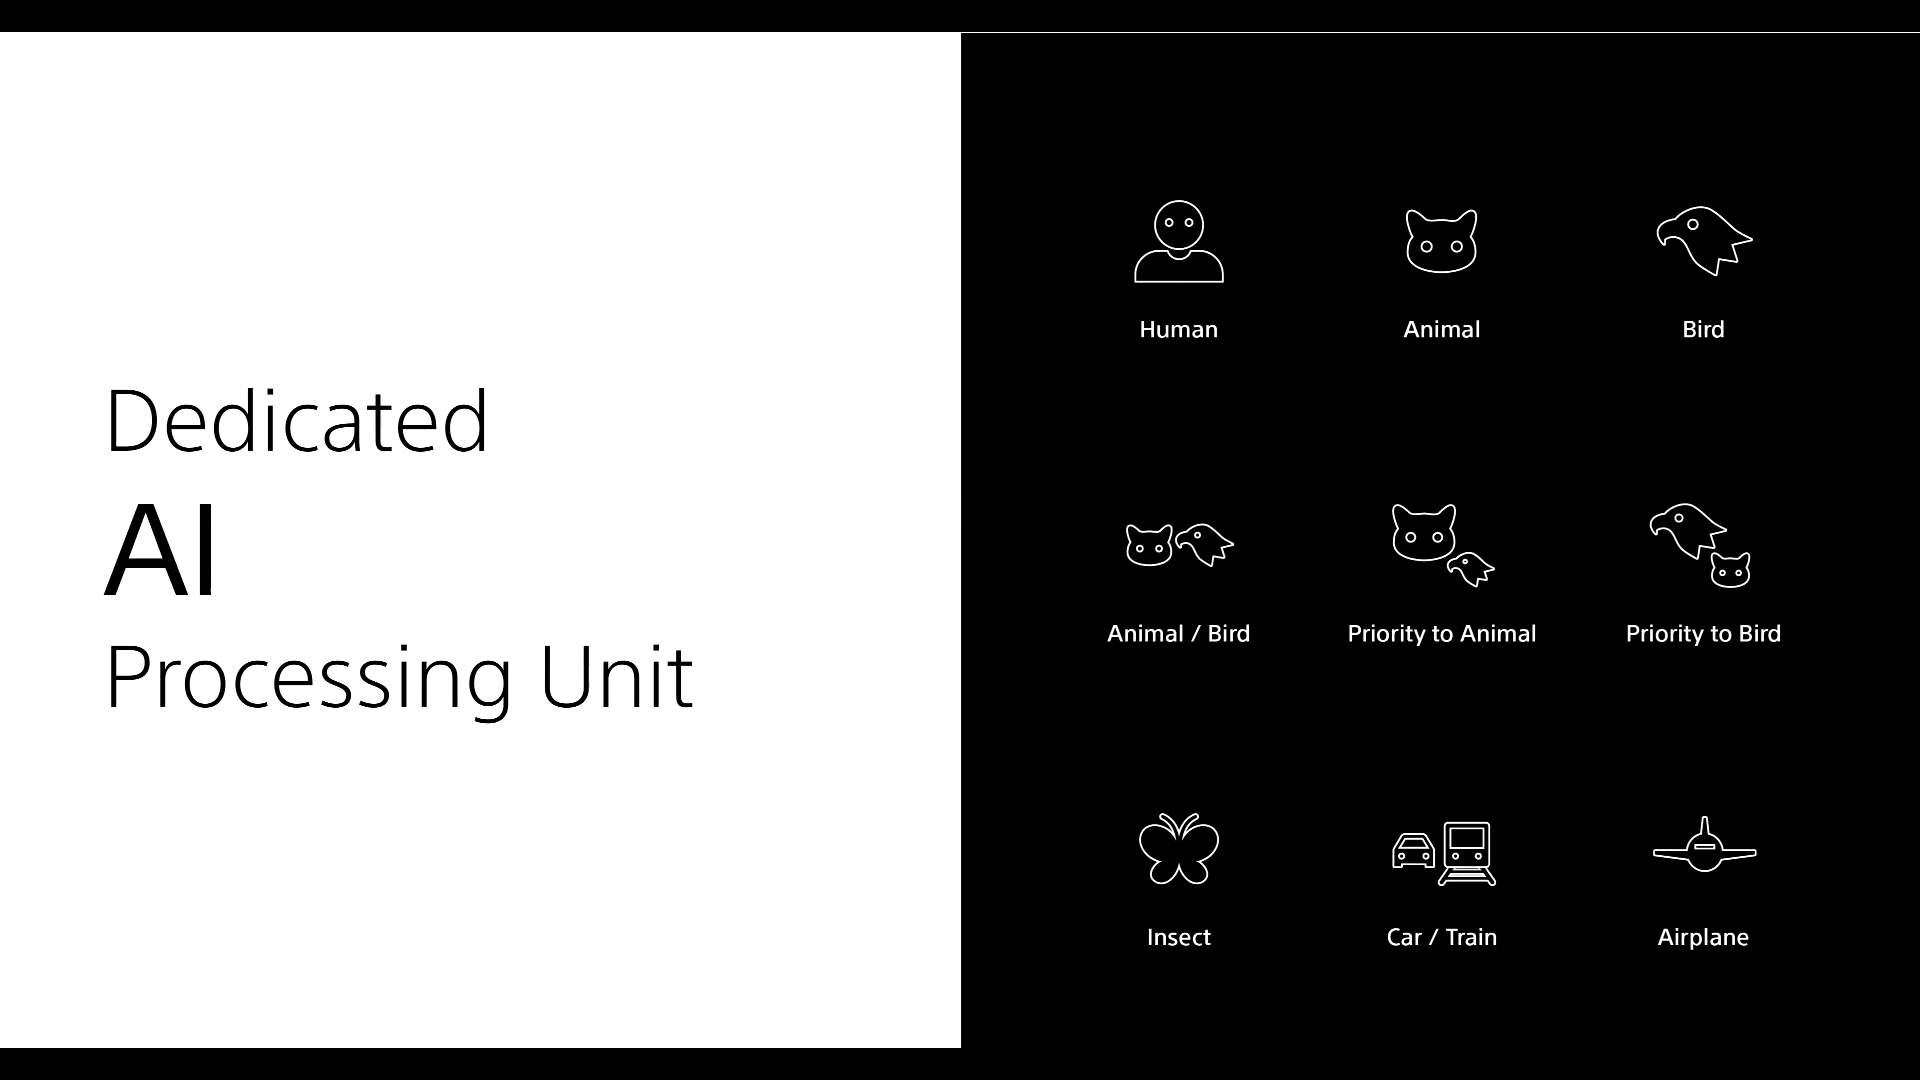 Dedicated
AI
Processing Unit
Human
Animal
Bird
Animal / Bird
Priority to Animal
Priority to Bird
Insect
Car / Train
Airplane